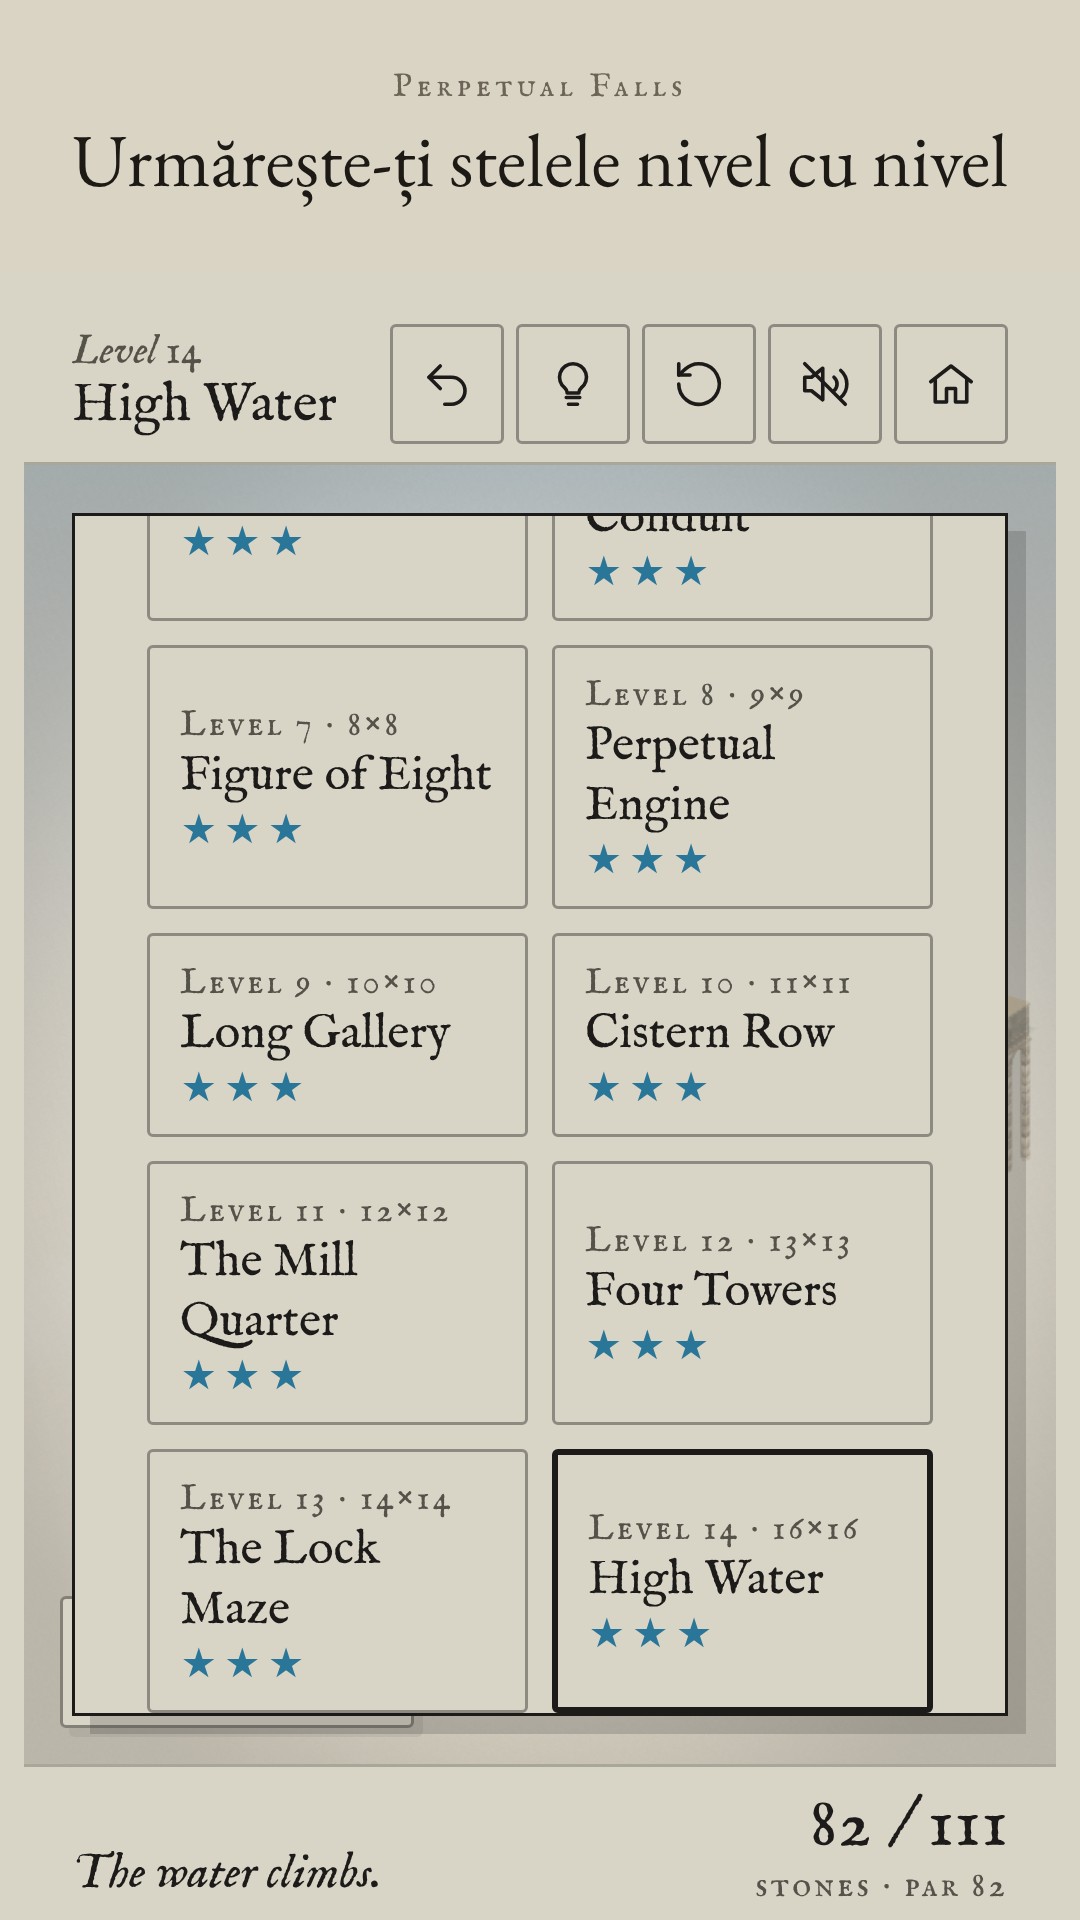 Perpetual Falls
Urmărește-ți stelele nivel cu nivel
Level 14
High Water
★ ★ ★
Conduit
★ ★ ★
Level 7 · 8×8
Figure of Eight
★ ★ ★
Level 8 · 9×9
Perpetual
Engine
★ ★ ★
Level 9 · 10×10
Long Gallery
★ ★ ★
Level 10 · 11×11
Cistern Row
★ ★ ★
Level 11 · 12×12
The Mill
Quarter
★ ★ ★
Level 12 · 13×13
Four Towers
★ ★ ★
Level 13 · 14×14
The Lock
Maze
★ ★ ★
Level 14 · 16×16
High Water
★ ★ ★
The water climbs.
82 / 111
stones · par 82